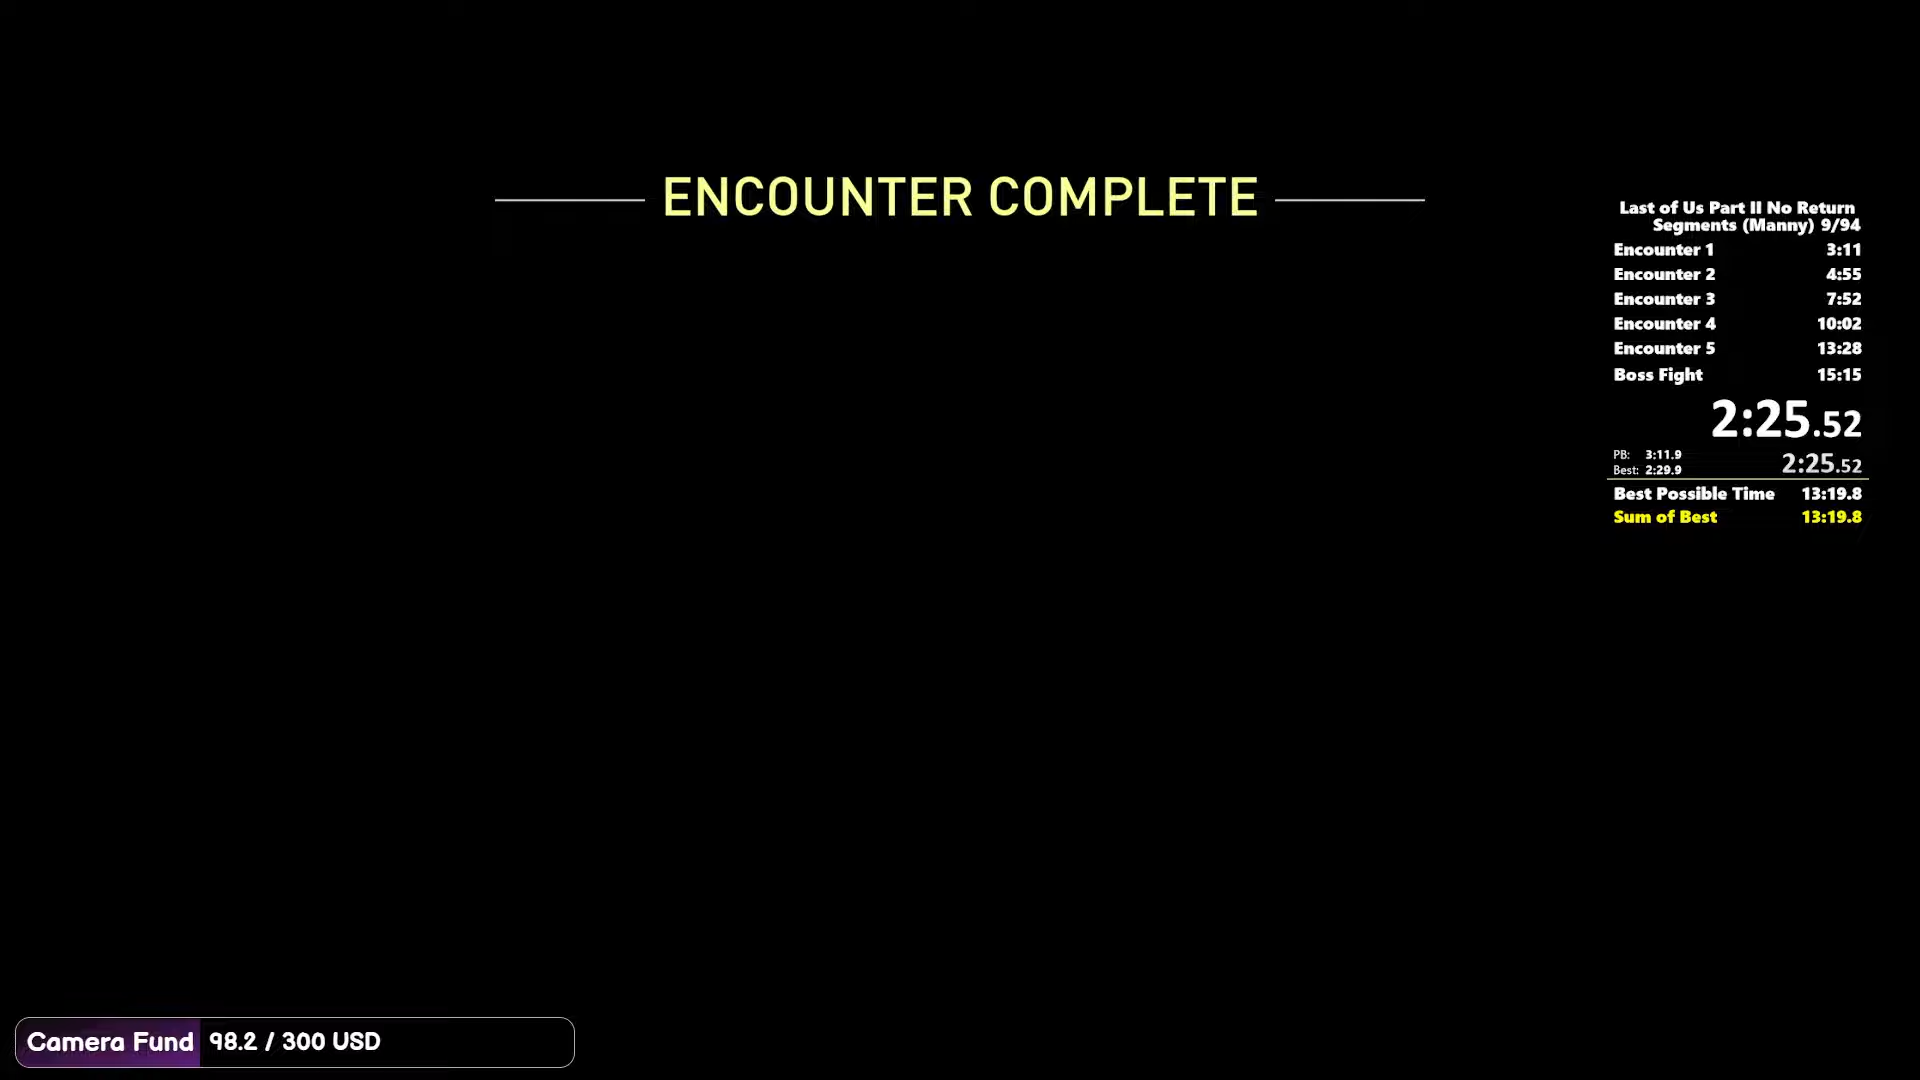 ENCOUNTER COMPLETE
Last of Us Part II No Return
Segments (Manny) 9/94
Encounter 1 3:11
Encounter 2 4:55
Encounter 3 7:52
Encounter 4 10:02
Encounter 5 13:28
Boss Fight 15:15
2:25.52
PB: 3:11.9
Best: 2:29.9 2:25.52
Best Possible Time 13:19.8
Sum of Best 13:19.8
Camera Fund 98.2 / 300 USD